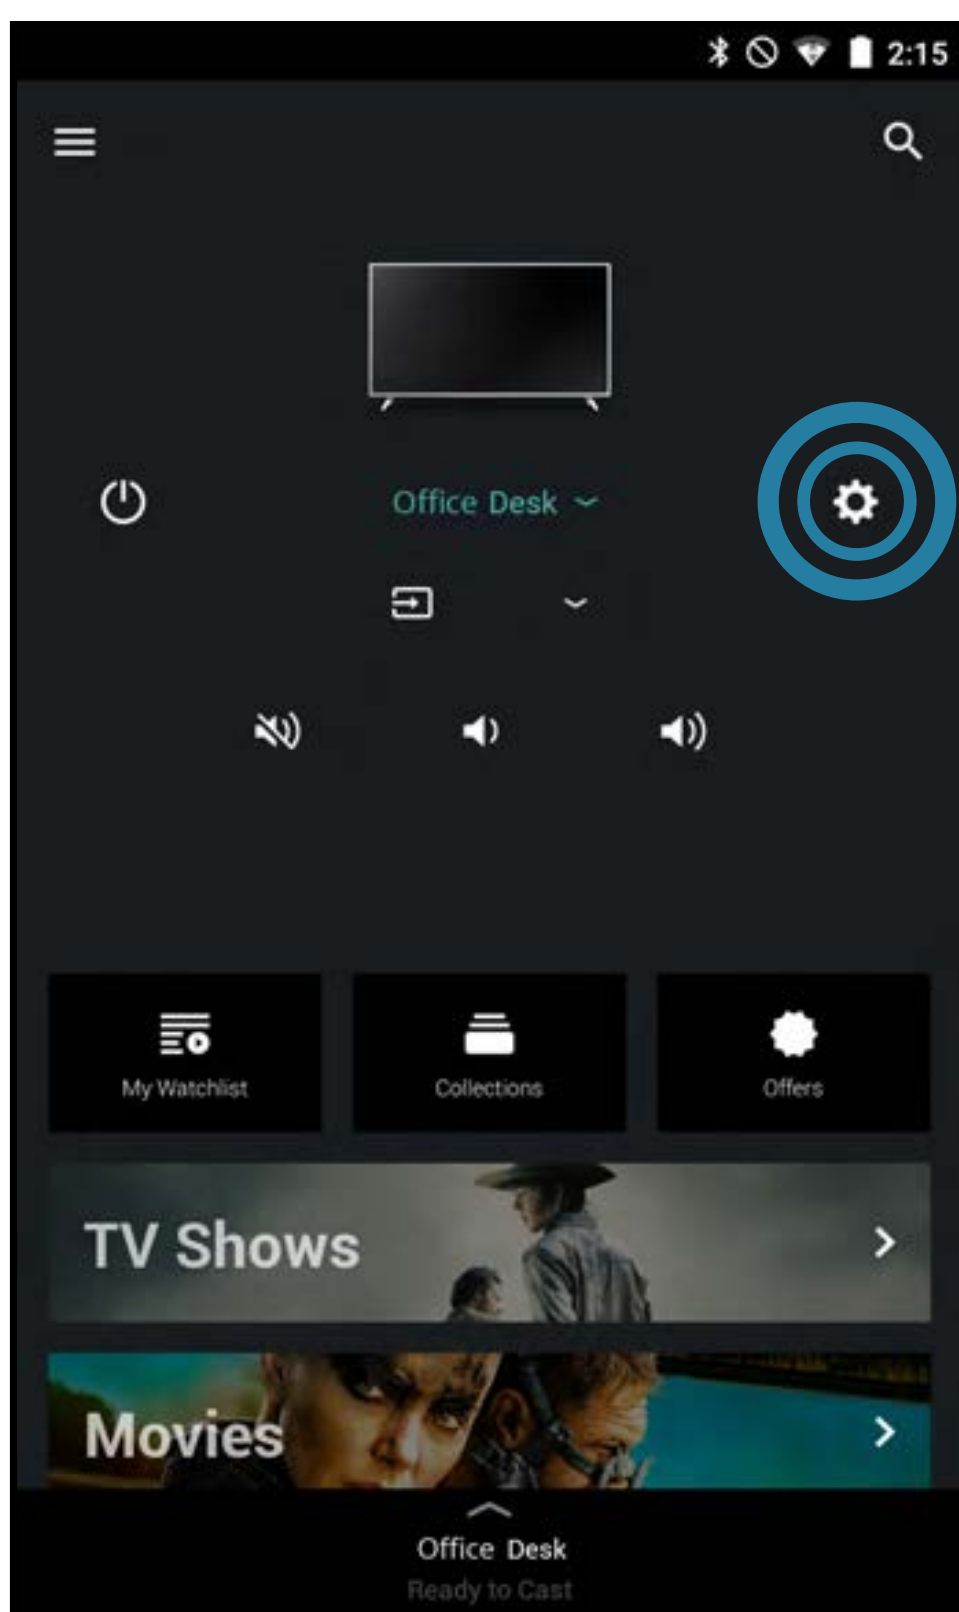 2:15
Office Desk
My Watchlist
Collections
Offers
TV Shows
Movies
Office Desk
Ready to Cast